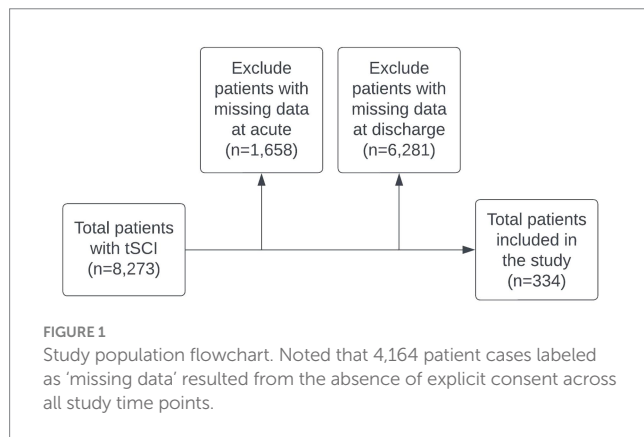 Exclude
patients with
missing data
at acute
(n=1,658)
Exclude
patients with
missing data
at discharge
(n=6,281)
Total patients
with tSCI
(n=8,273)
Total patients
included in
the study
(n=334)
FIGURE 1
Study population flowchart. Noted that 4,164 patient cases labeled
as ‘missing data’ resulted from the absence of explicit consent across
all study time points.